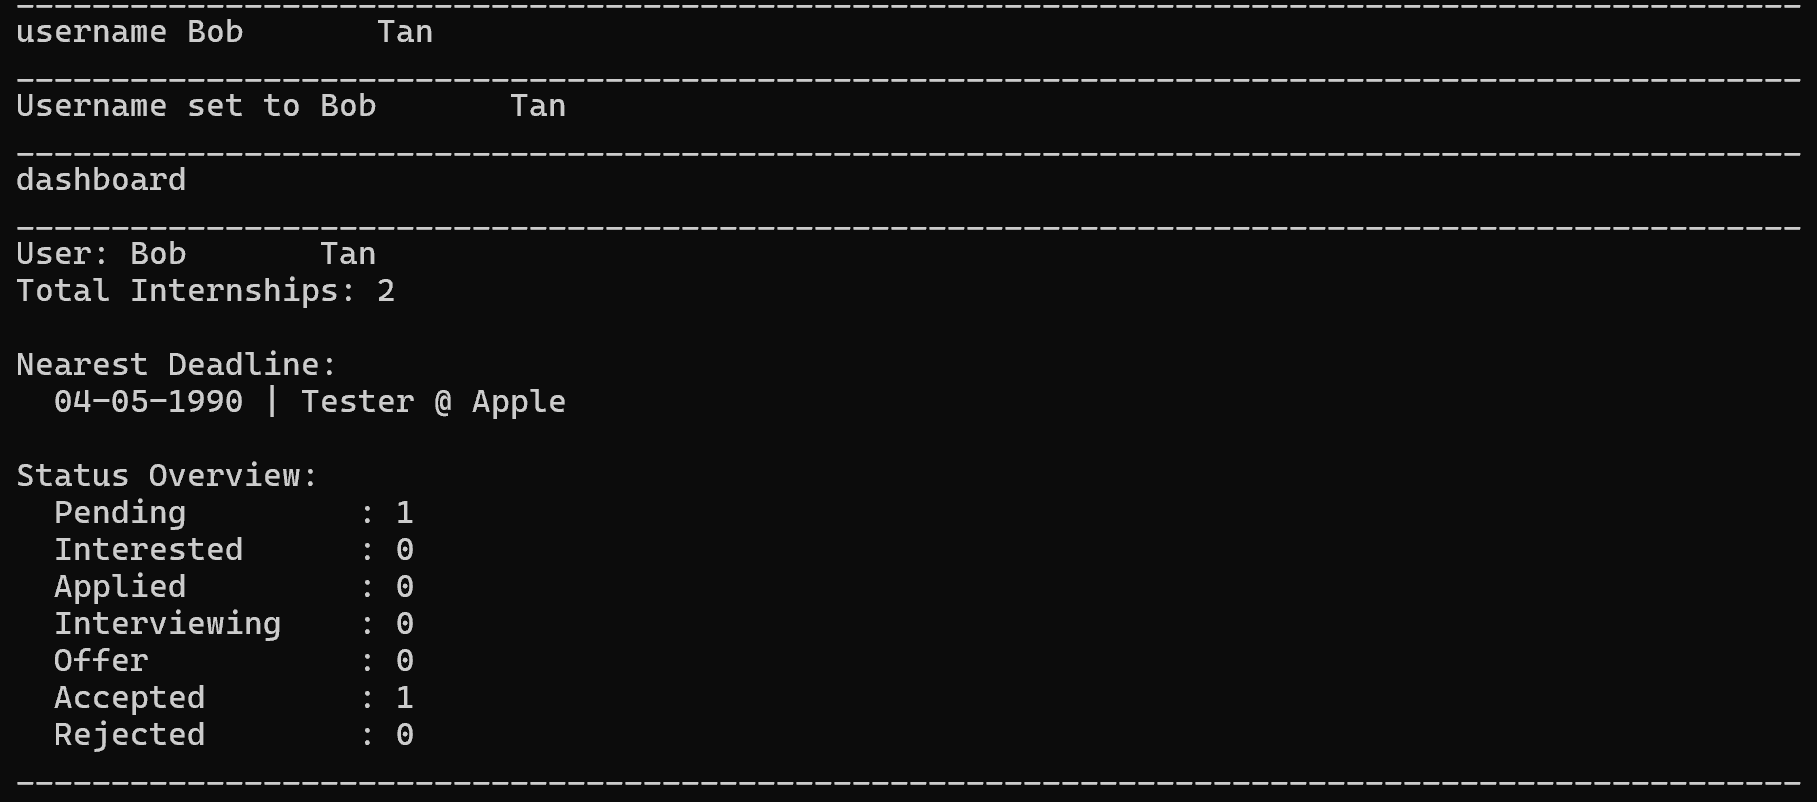 username Bob       Tan
Username set to Bob       Tan
dashboard
User: Bob       Tan
Total Internships: 2
Nearest Deadline:
  04-05-1990 | Tester @ Apple
Status Overview:
  Pending         : 1
  Interested      : 0
  Applied         : 0
  Interviewing    : 0
  Offer           : 0
  Accepted        : 1
  Rejected        : 0